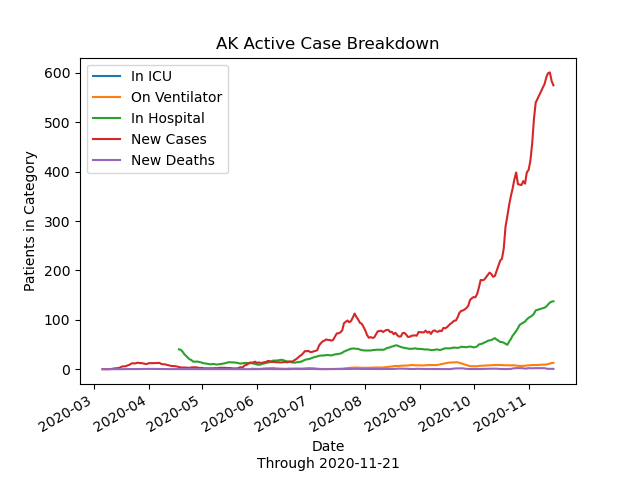 AK Active Case Breakdown
In ICU
On Ventilator
In Hospital
New Cases
New Deaths
Patients in Category
600
500
400
300
200
100
0
2020-03
2020-04
2020-05
2020-06
2020-07
2020-08
2020-09
2020-10
2020-11
Date
Through 2020-11-21